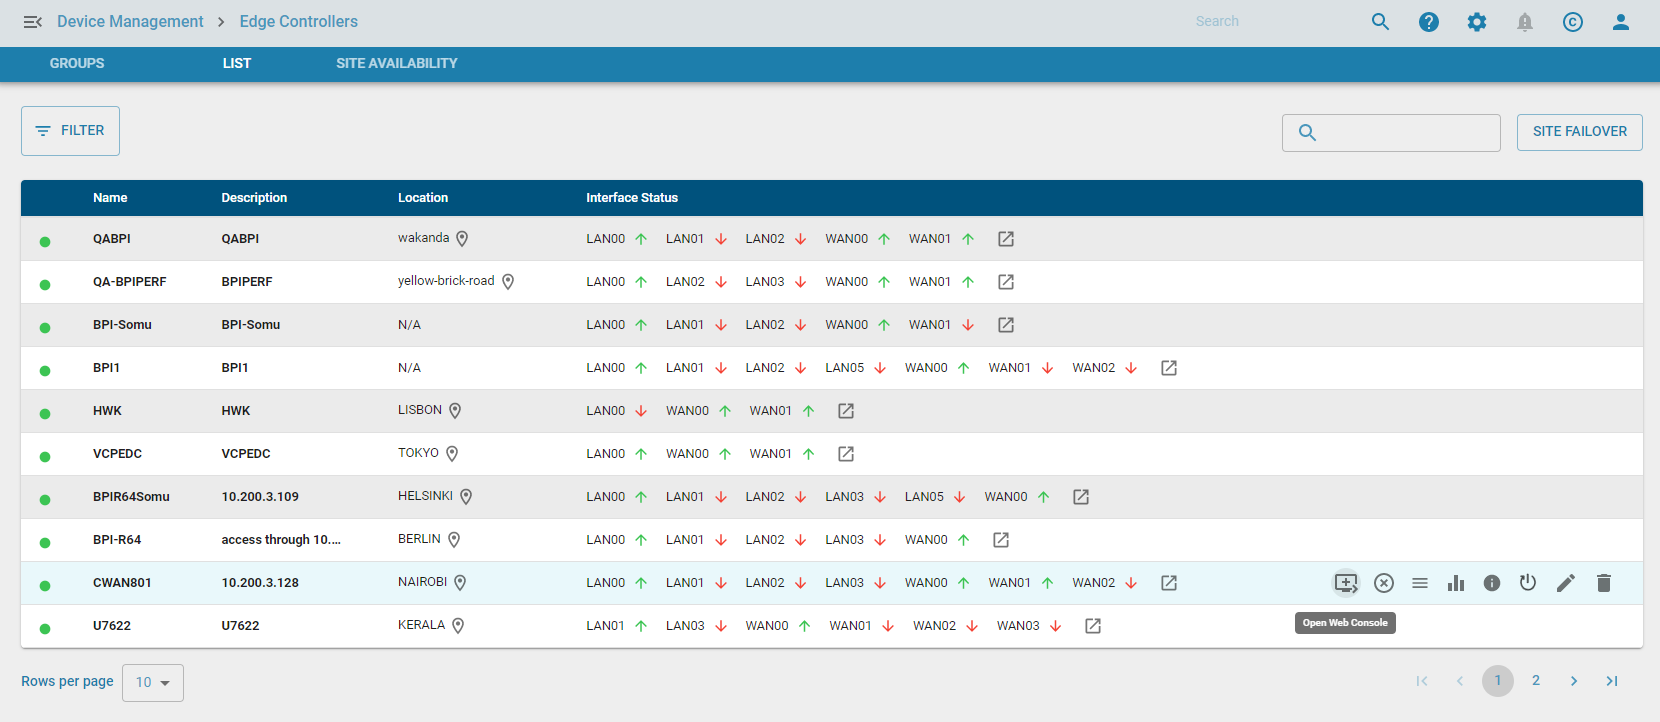 Device Management > Edge Controllers Search
GROUPS LIST SITE AVAILABILITY
FILTER SITE FAILOVER
Name Description Location Interface Status
QABPI QABPI wakanda LAN00 LAN01 LAN02 WAN00 WAN01
QA-BPIPERF BPIPERF yellow-brick-road LAN00 LAN02 LAN03 WAN00 WAN01
BPI-Somu BPI-Somu N/A LAN00 LAN01 LAN02 WAN00 WAN01
BPI1 BPI1 N/A LAN00 LAN01 LAN02 LAN05 WAN00 WAN01 WAN02
HWK HWK LISBON LAN00 WAN00 WAN01
VCPEDC VCPEDC TOKYO LAN00 WAN00 WAN01
BPIR64Somu 10.200.3.109 HELSINKI LAN00 LAN01 LAN02 LAN03 LAN05 WAN00
BPI-R64 access through 10.... BERLIN LAN00 LAN01 LAN02 LAN03 WAN00
CWAN801 10.200.3.128 NAIROBI LAN00 LAN01 LAN02 LAN03 WAN00 WAN01 WAN02
Open Web Console
U7622 U7622 KERALA LAN01 LAN03 WAN00 WAN01 WAN02 WAN03
Rows per page 10 1 2